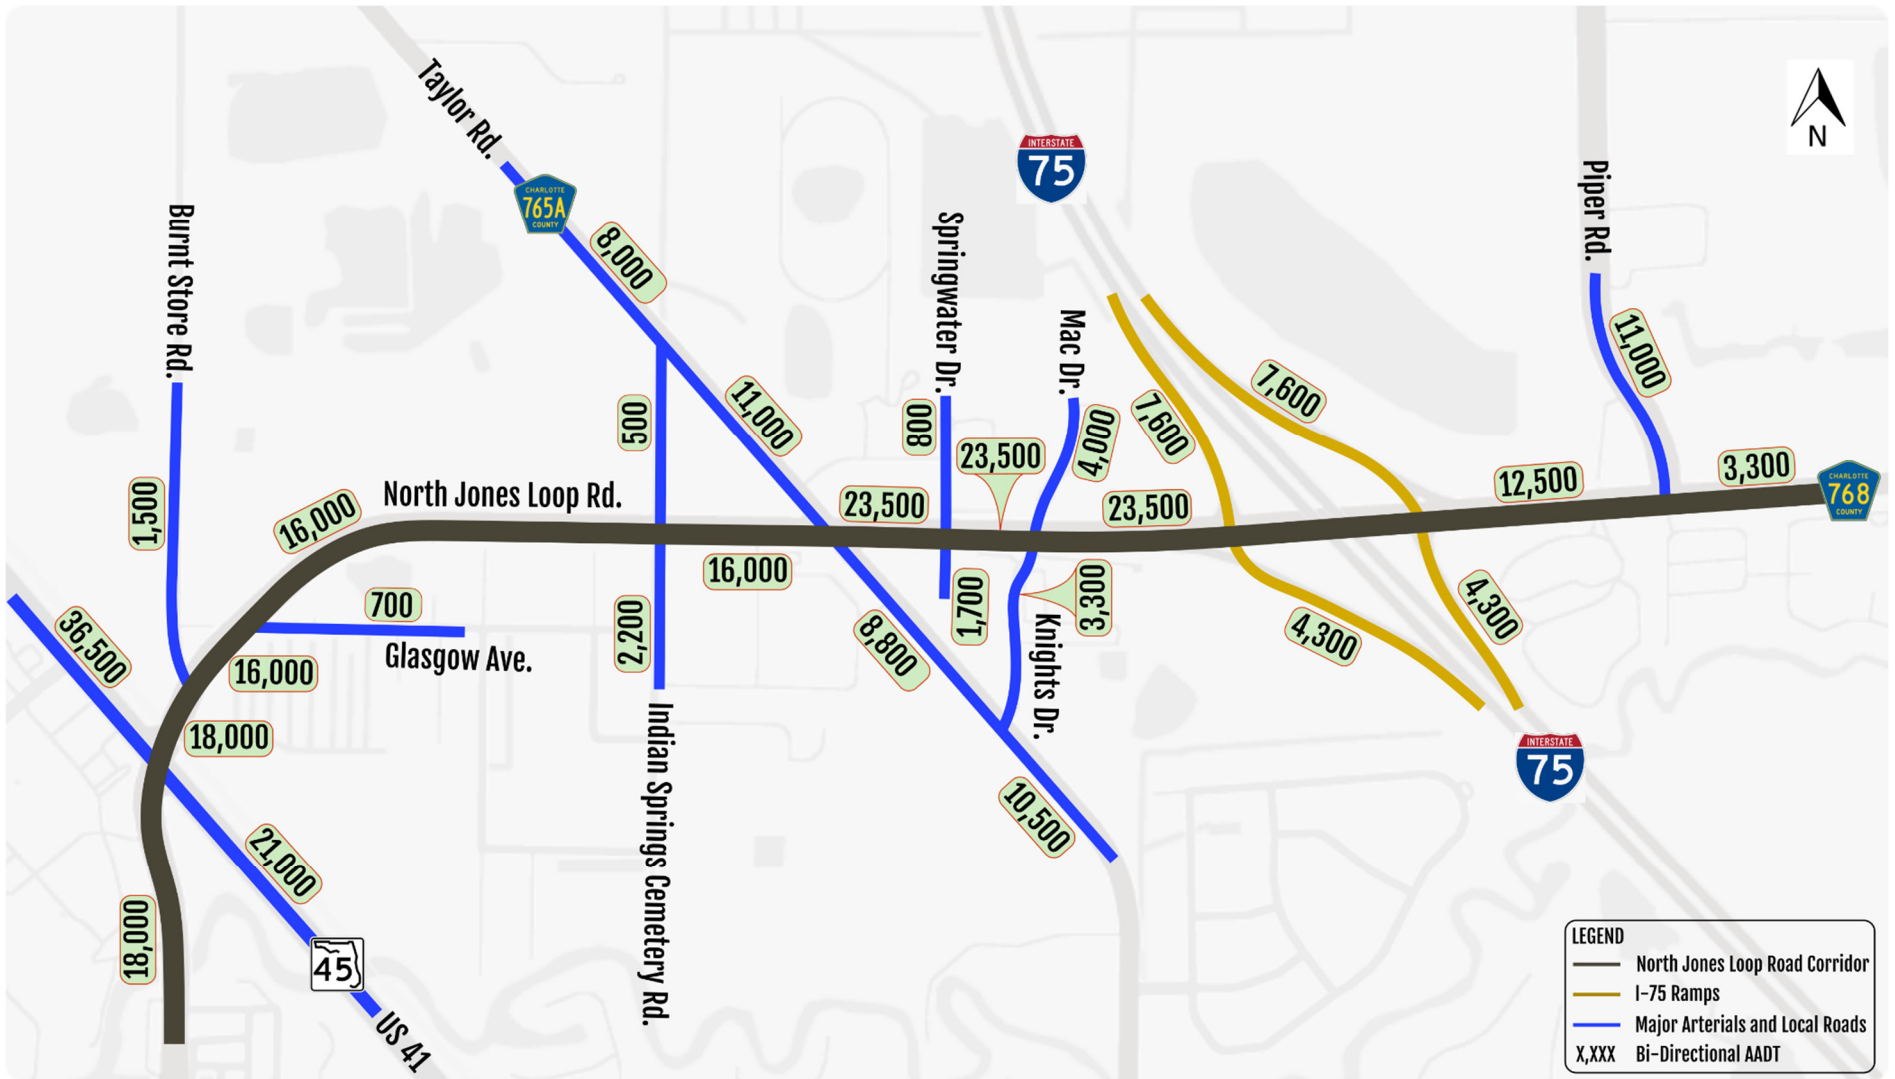 Taylor Rd.
CHARLOTTE
765A
COUNTY
8,000
INTERSTATE
75
N
Piper Rd.
11,000
Burnt Store Rd.
Springwater Dr.
Mac Dr.
7,600
7,600
500
11,000
800
4,000
23,500
1,500
16,000
North Jones Loop Rd.
23,500
23,500
12,500
3,300
CHARLOTTE
768
COUNTY
16,000
700
Glasgow Ave.
36,500
16,000
2,200
8,800
1,700
3,300
Knights Dr.
4,300
4,300
18,000
Indian Springs Cemetery Rd.
INTERSTATE
75
10,500
21,000
18,000
45
US 41
LEGEND
North Jones Loop Road Corridor
I-75 Ramps
Major Arterials and Local Roads
X,XXX Bi-Directional AADT